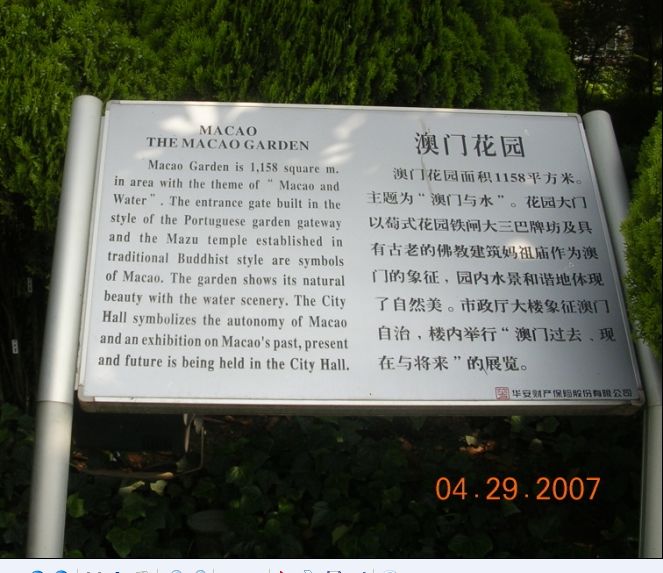 MACAO
THE MACAO GARDEN
Macao Garden is 1,158 square m.
in area with the theme of " Macao and
Water " . The entrance gate built in the
style of the Portuguese garden gateway
and the Mazu temple established in
traditional Buddhist style are symbols
of Macao. The garden shows its natural
beauty with the water scenery. The City
Hall symbolizes the autonomy of Macao
and an exhibition on Macao's past, present
and future is being held in the City Hall.
澳门花园
澳门花园面积1158平方米。
主题为“澳门与水”。花园大门
以萄式花园铁闸大三巴牌坊及具
有古老的佛教建筑妈祖庙作为澳
门的象征，园内水景和谐地体现
了自然美。市政厅大楼象征澳门
自治，楼内举行“澳门过去、现
在与将来”的展览。
华安财产保险股份有限公司
04.29.2007